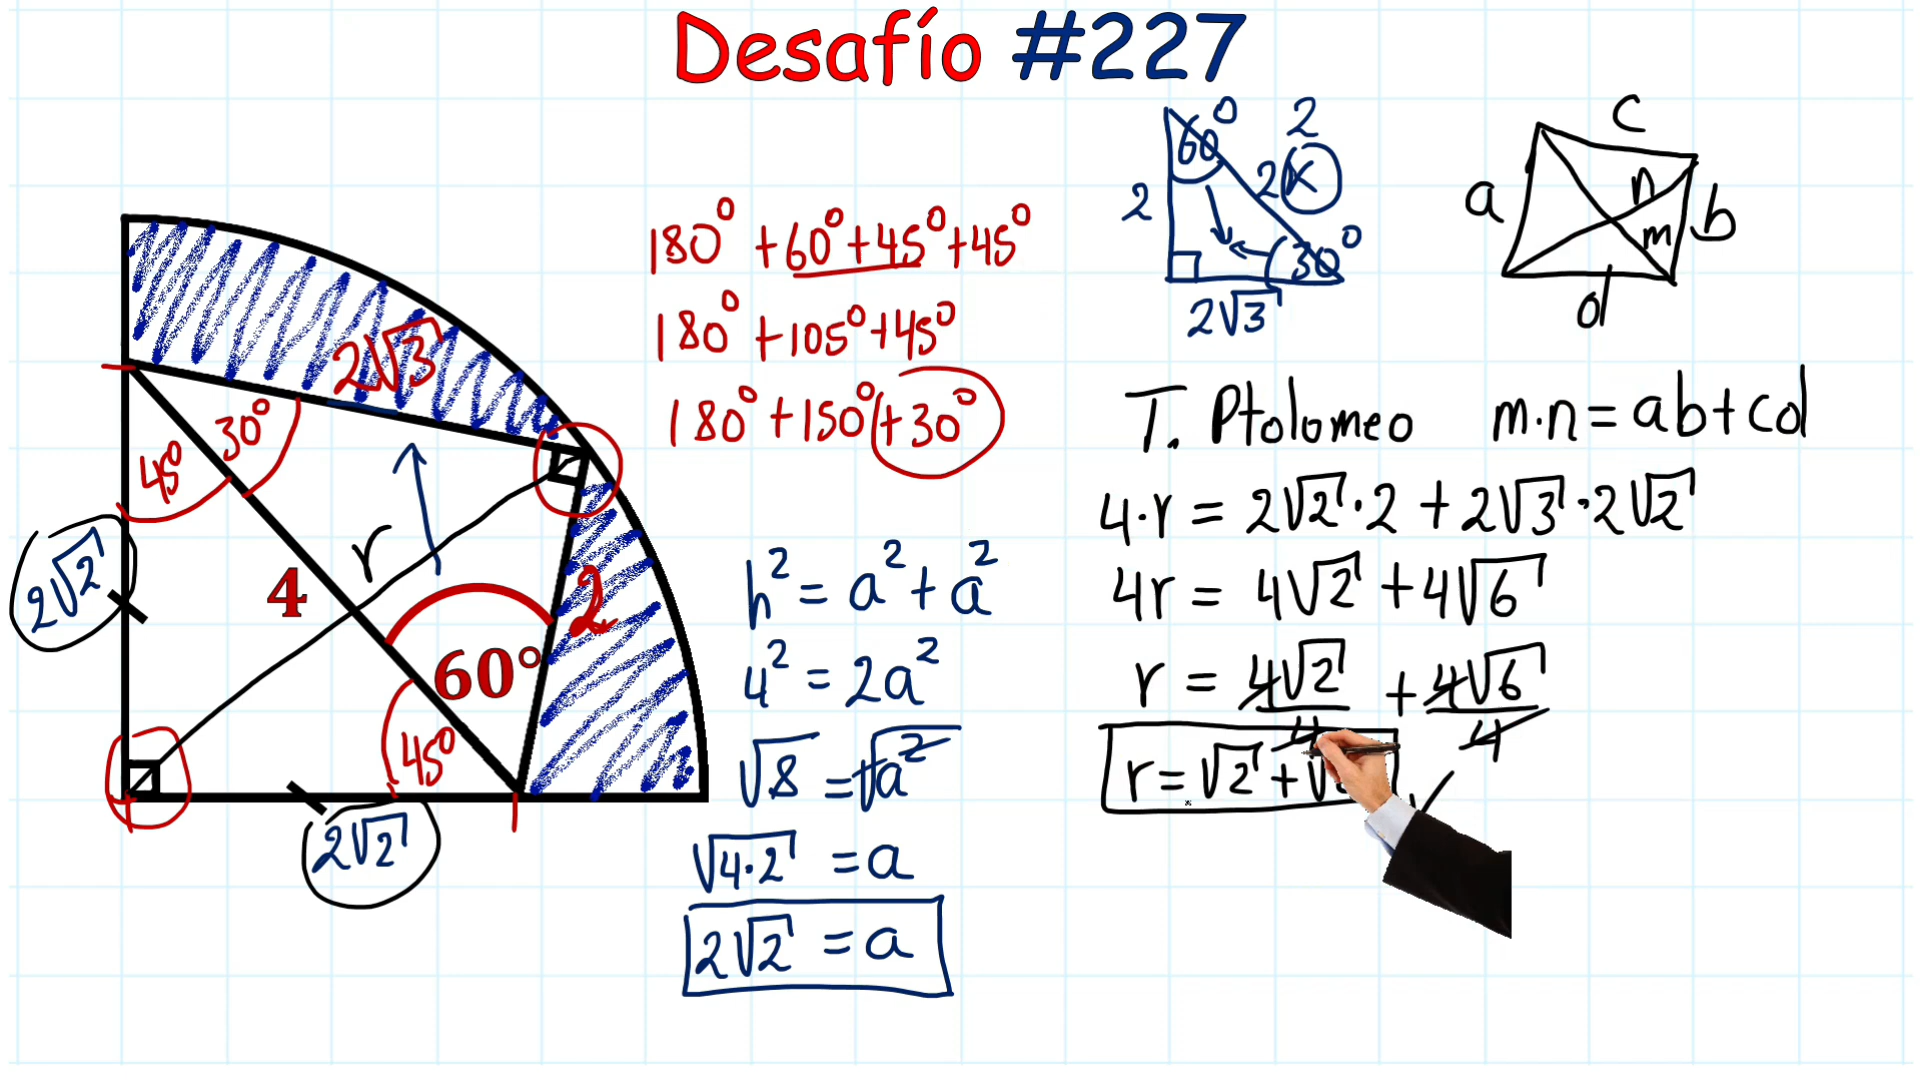 Desafío #227
2√3
30°
45°
2√2
4
r
2
60°
45°
2√2
180° + 60° + 45° + 45°
180° + 105° + 45°
180° + 150° + 30°
h² = a² + a²
4² = 2a²
√8 = √a²
√4·2 = a
2√2 = a
60°
2
2
2x
30°
2√3
c
a
n
b
m
d
T. Ptolomeo m·n = ab+cd
4·r = 2√2·2 + 2√3·2√2
4r = 4√2 + 4√6
r = 4√2/4 + 4√6/4
r = √2 + √